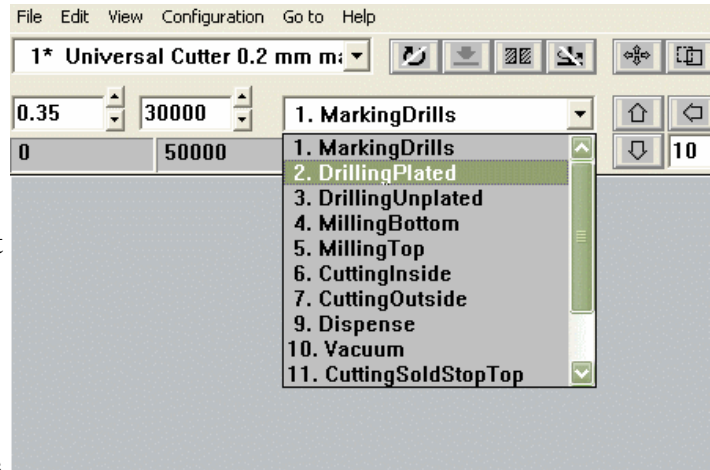 File Edit View Configuration Go to Help
1* Universal Cutter 0.2 mm
0.35 30000 1. MarkingDrills
0 50000 10
1. MarkingDrills
2. DrillingPlated
3. DrillingUnplated
4. MillingBottom
5. MillingTop
6. CuttingInside
7. CuttingOutside
9. Dispense
10. Vacuum
11. CuttingSoldStopTop